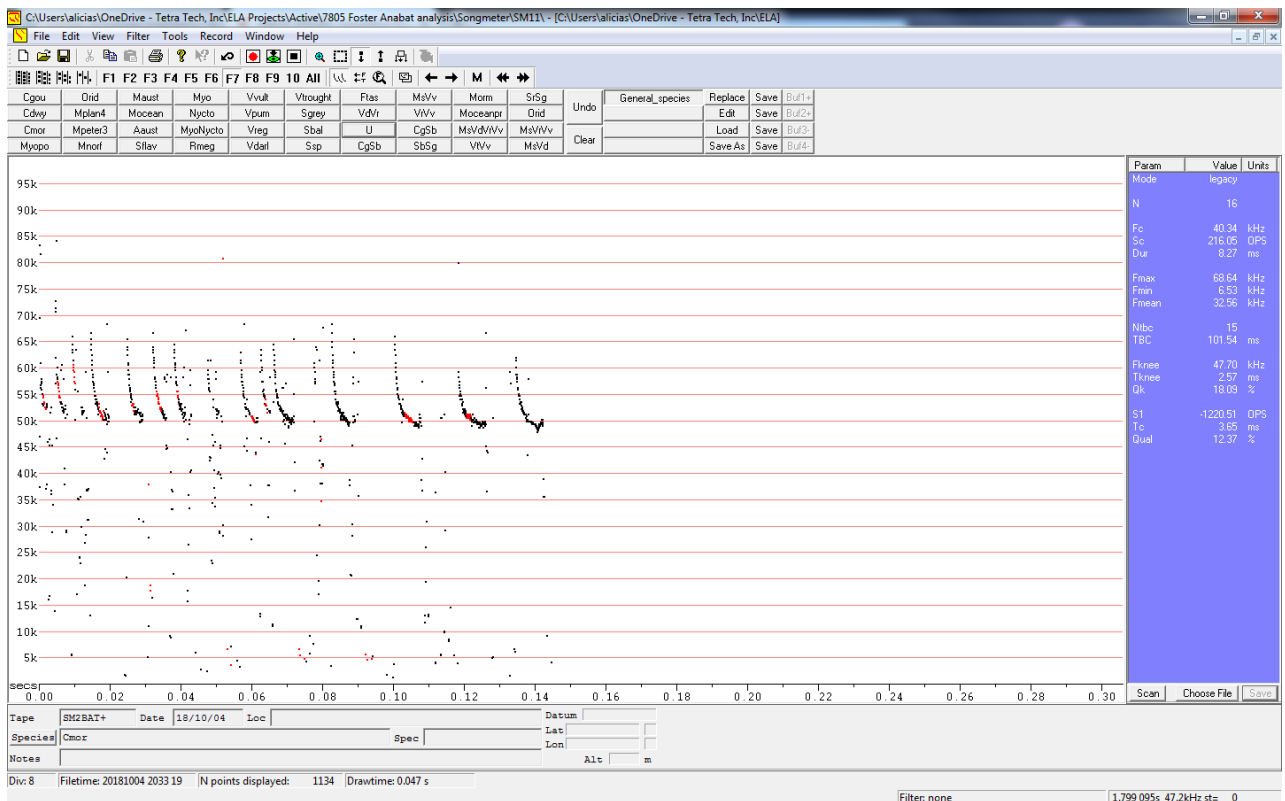 C:\Users\alicias\OneDrive - Tetra Tech, Inc\ELA Projects\Active\7805 Foster Anabat analysis\Songmeter\SM11\ - [C:\Users\alicias\OneDrive - Tetra Tech, Inc\ELA]
File Edit View Filter Tools Record Window Help
F1 F2 F3 F4 F5 F6 F7 F8 F9 10 All M
Cgou Orid Maust Myo Vvult Vtrought Ftas MsVv Morm SrSg Undo General_species Replace Save Buf1+
Cdwy Mplan4 Mocean Nycto Vpum Sgrey VdVr ViVv Moceanpr Orid Edit Save Buf2+
Cmor Mpeter3 Aaust MyoNycto Vreg Sbal U CgSb MsVdViVv MsViVv Clear Load Save Buf3-
Myopo Mnorf Sflav Rmeg Vdarl Ssp CgSb SbSg VtVv MsVd Save As Save Buf4-
Param Value Units
Mode legacy
N 16
Fc 40.34 kHz
Sc 216.05 OPS
Dur 8.27 ms
Fmax 68.64 kHz
Fmin 6.53 kHz
Fmean 32.56 kHz
Ntbc 15
TBC 101.54 ms
Fknee 47.70 kHz
Tknee 2.57 ms
Qk 18.09 %
S1 -1220.51 OPS
Tc 3.65 ms
Qual 12.37 %
95k
90k
85k
80k
75k
70k
65k
60k
55k
50k
45k
40k
35k
30k
25k
20k
15k
10k
5k
secs
0.00 0.02 0.04 0.06 0.08 0.10 0.12 0.14 0.16 0.18 0.20 0.22 0.24 0.26 0.28 0.30
Scan Choose File Save
Tape SM2BAT+ Date 18/10/04 Loc Datum
Species Cmor Spec Lat
Lon
Notes Alt m
Div: 8 Filetime: 20181004 2033 19 N points displayed: 1134 Drawtime: 0.047 s
Filter: none 1.799 095s 47.2kHz st= 0